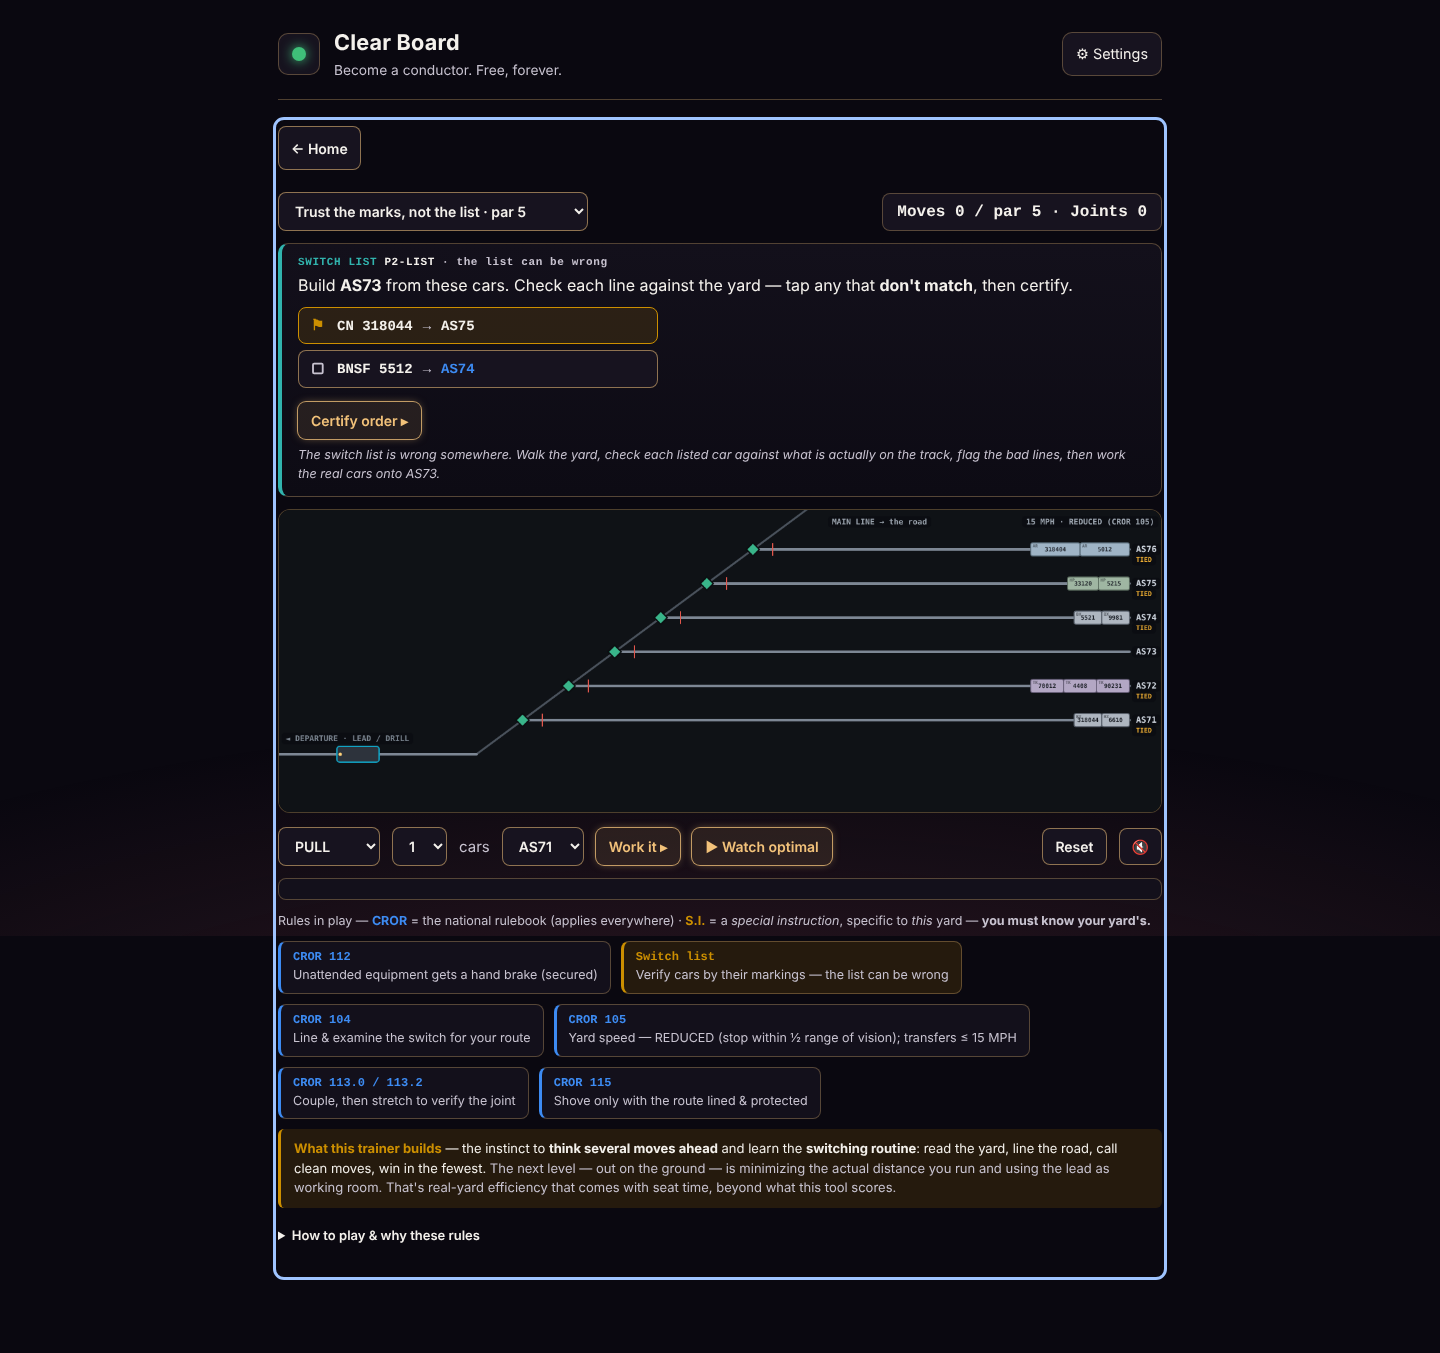 Clear Board
Become a conductor. Free, forever.
⚙ Settings
← Home
Trust the marks, not the list · par 5
Moves 0 / par 5 · Joints 0
SWITCH LIST P2-LIST · the list can be wrong
Build AS73 from these cars. Check each line against the yard — tap any that don't match, then certify.
⚑ CN 318044 → AS75
☐ BNSF 5512 → AS74
Certify order ▸
The switch list is wrong somewhere. Walk the yard, check each listed car against what is actually on the track, flag the bad lines, then work
the real cars onto AS73.
MAIN LINE → the road
15 MPH · REDUCED (CROR 105)
318404 5012 AS76
TIED
33120 5215 AS75
TIED
5521 9981 AS74
TIED
AS73
70012 4408 90231 AS72
TIED
318044 6610 AS71
TIED
◄ DEPARTURE · LEAD / DRILL
PULL
1
cars
AS71
Work it ▸
▶ Watch optimal
Reset
Rules in play — CROR = the national rulebook (applies everywhere) · S.I. = a special instruction, specific to this yard — you must know your yard's.
CROR 112
Unattended equipment gets a hand brake (secured)
Switch list
Verify cars by their markings — the list can be wrong
CROR 104
Line & examine the switch for your route
CROR 105
Yard speed — REDUCED (stop within ½ range of vision); transfers ≤ 15 MPH
CROR 113.0 / 113.2
Couple, then stretch to verify the joint
CROR 115
Shove only with the route lined & protected
What this trainer builds — the instinct to think several moves ahead and learn the switching routine: read the yard, line the road, call
clean moves, win in the fewest. The next level — out on the ground — is minimizing the actual distance you run and using the lead as
working room. That's real-yard efficiency that comes with seat time, beyond what this tool scores.
▶ How to play & why these rules